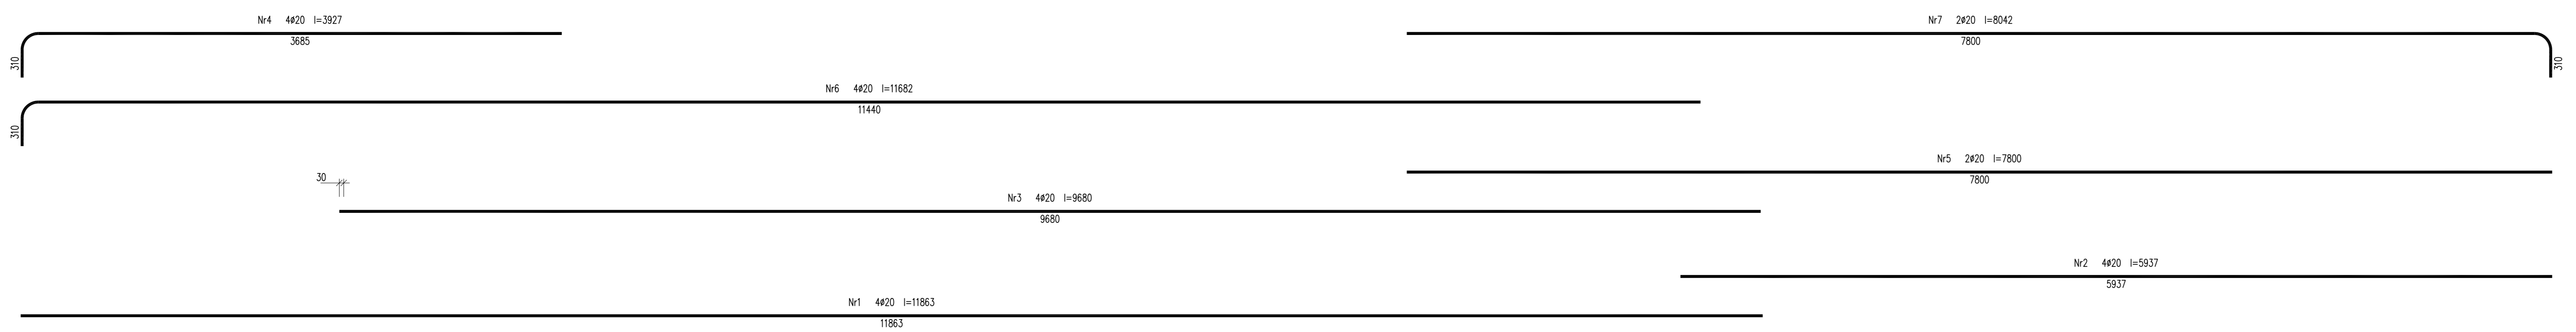 Nr4 4ø20 l=3927
3685
310
Nr7 2ø20 l=8042
7800
310
Nr6 4ø20 l=11682
11440
310
Nr5 2ø20 l=7800
7800
30
Nr3 4ø20 l=9680
9680
Nr2 4ø20 l=5937
5937
Nr1 4ø20 l=11863
11863